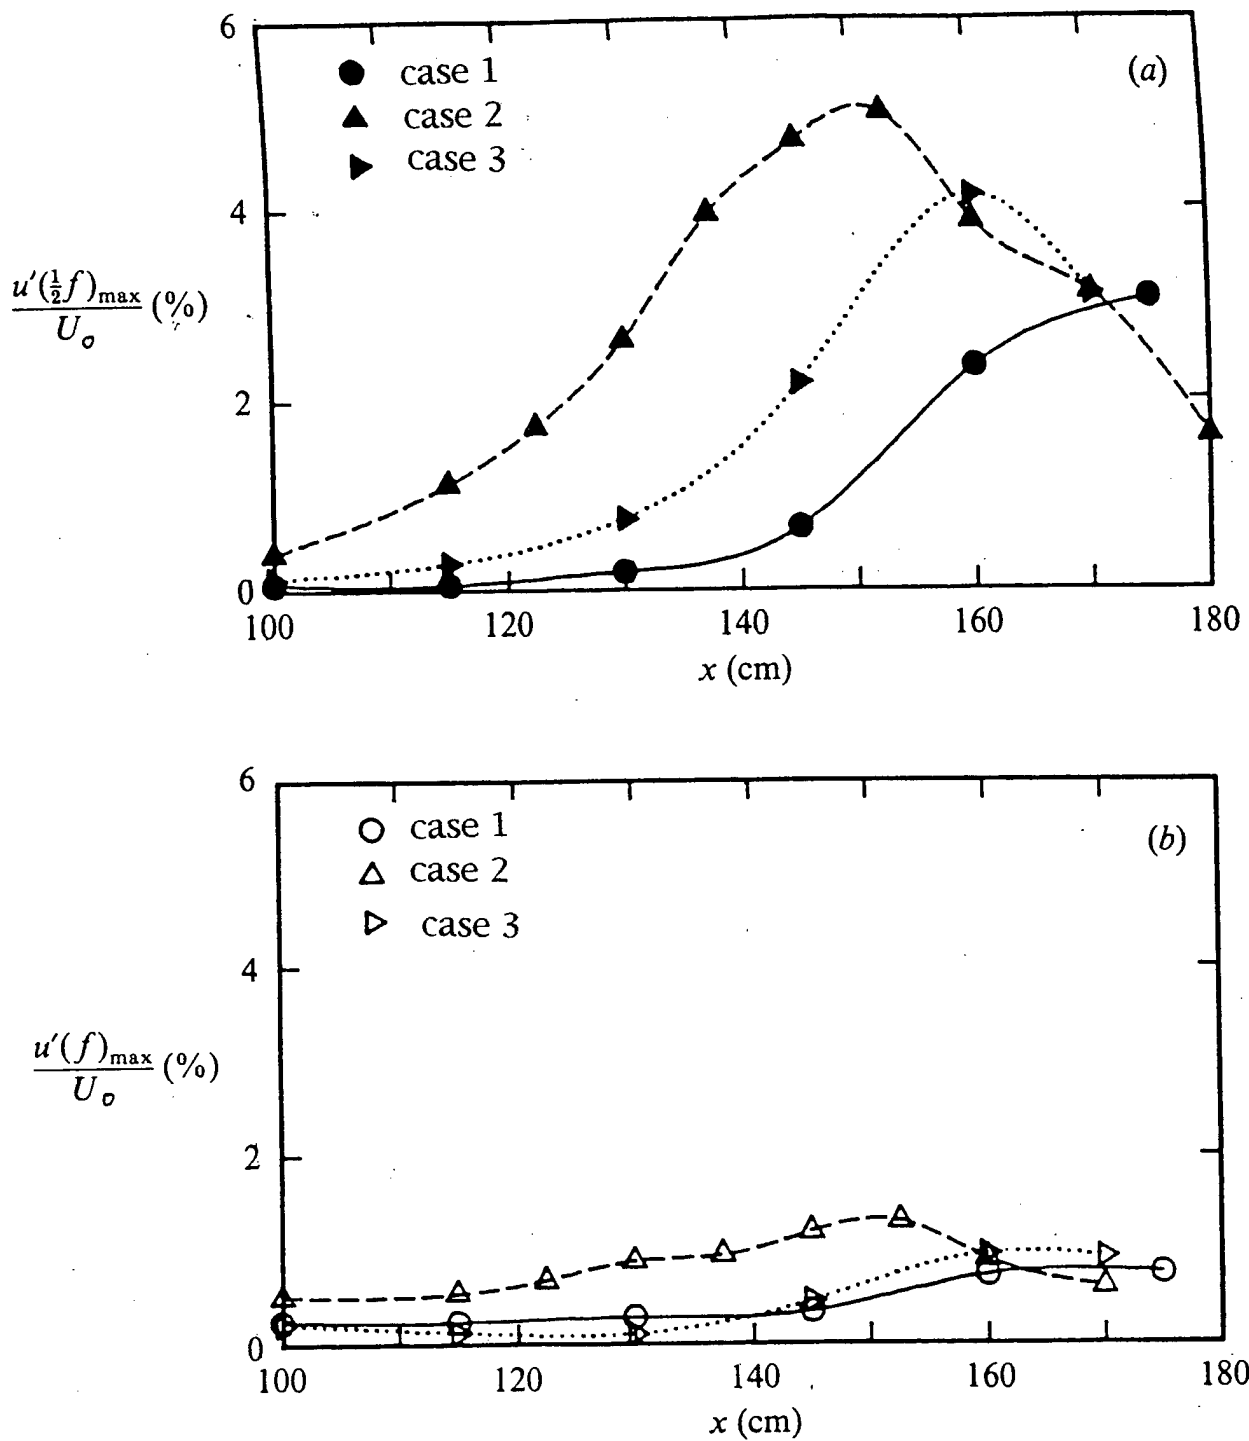 6
case 1
(a)
case 2
case 3
4
u′(½f)max / Uo (%)
2
0
100 120 140 160 180
x (cm)
6
case 1
(b)
case 2
case 3
4
u′(f)max / Uo (%)
2
0
100 120 140 160 180
x (cm)